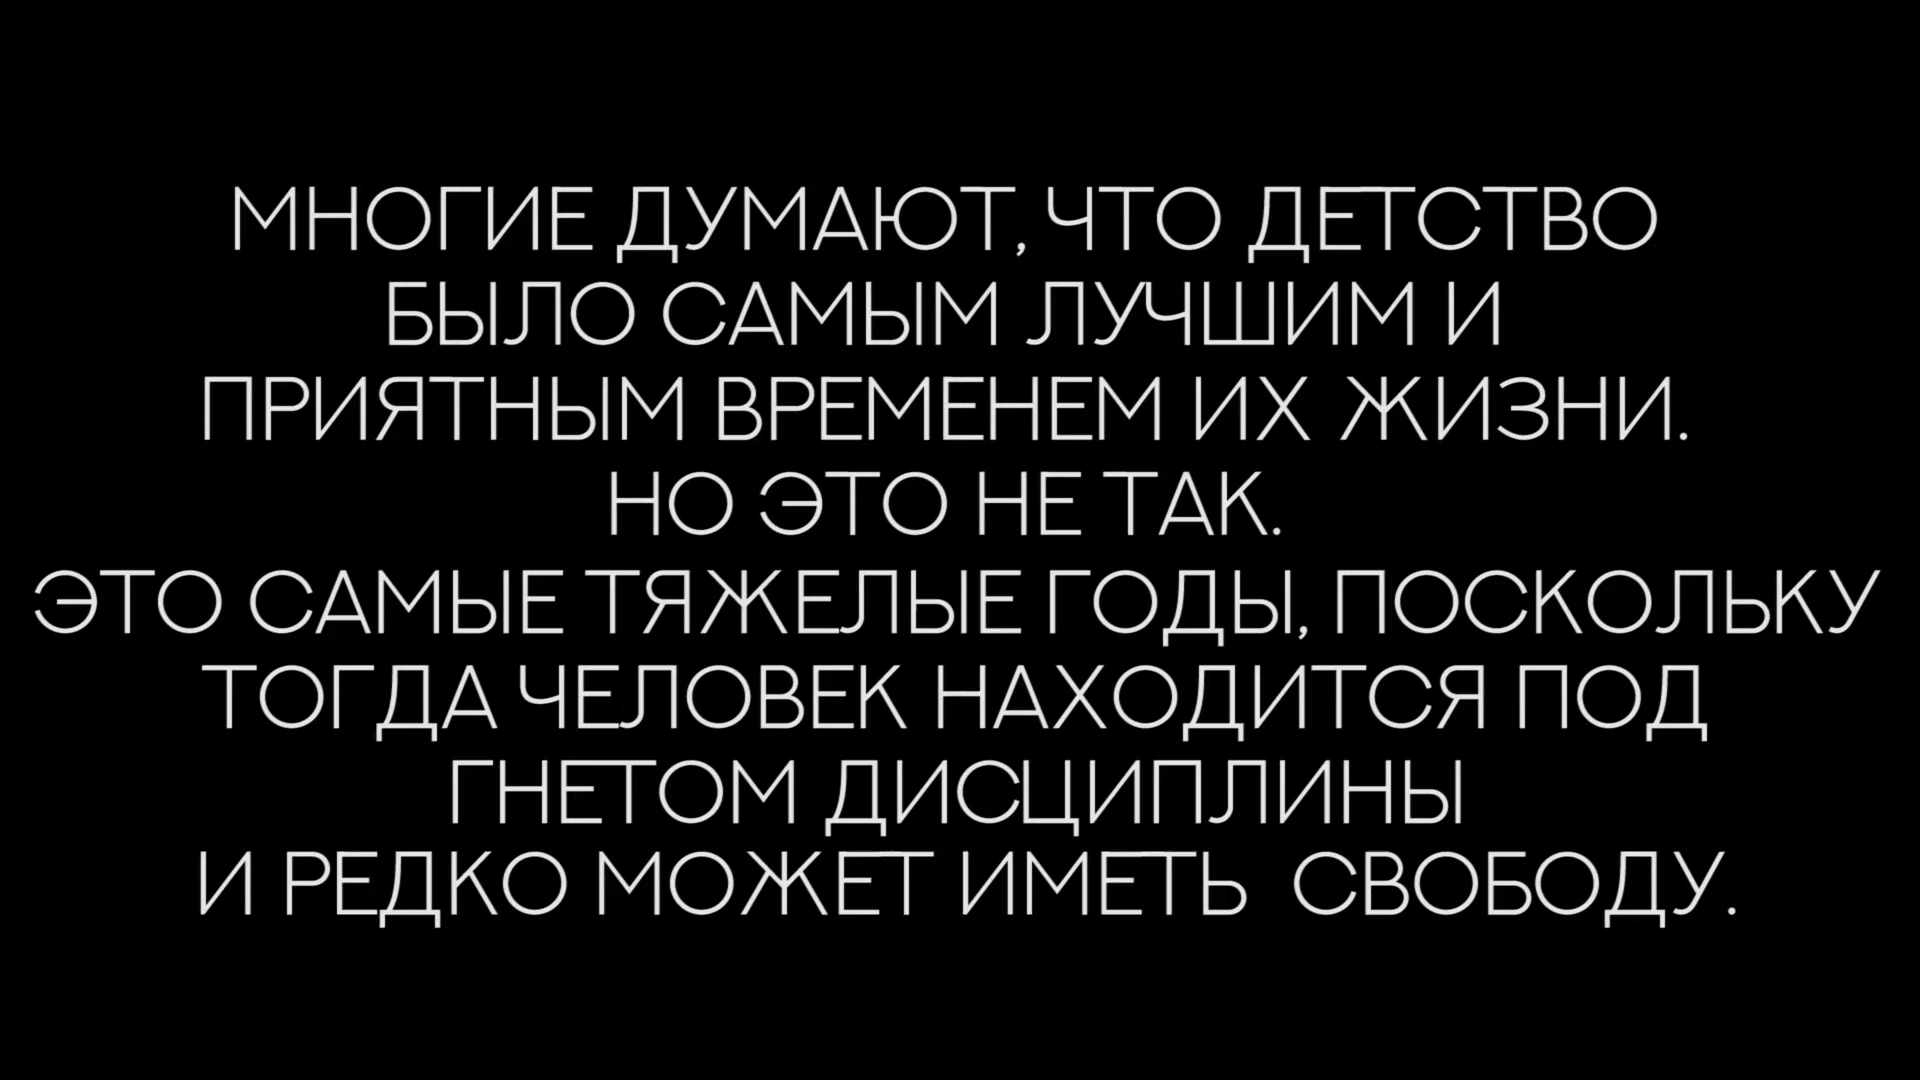 МНОГИЕ ДУМАЮТ, ЧТО ДЕТСТВО
БЫЛО САМЫМ ЛУЧШИМ И
ПРИЯТНЫМ ВРЕМЕНЕМ ИХ ЖИЗНИ.
НО ЭТО НЕ ТАК.
ЭТО САМЫЕ ТЯЖЕЛЫЕ ГОДЫ, ПОСКОЛЬКУ
ТОГДА ЧЕЛОВЕК НАХОДИТСЯ ПОД
ГНЕТОМ ДИСЦИПЛИНЫ
И РЕДКО МОЖЕТ ИМЕТЬ СВОБОДУ.